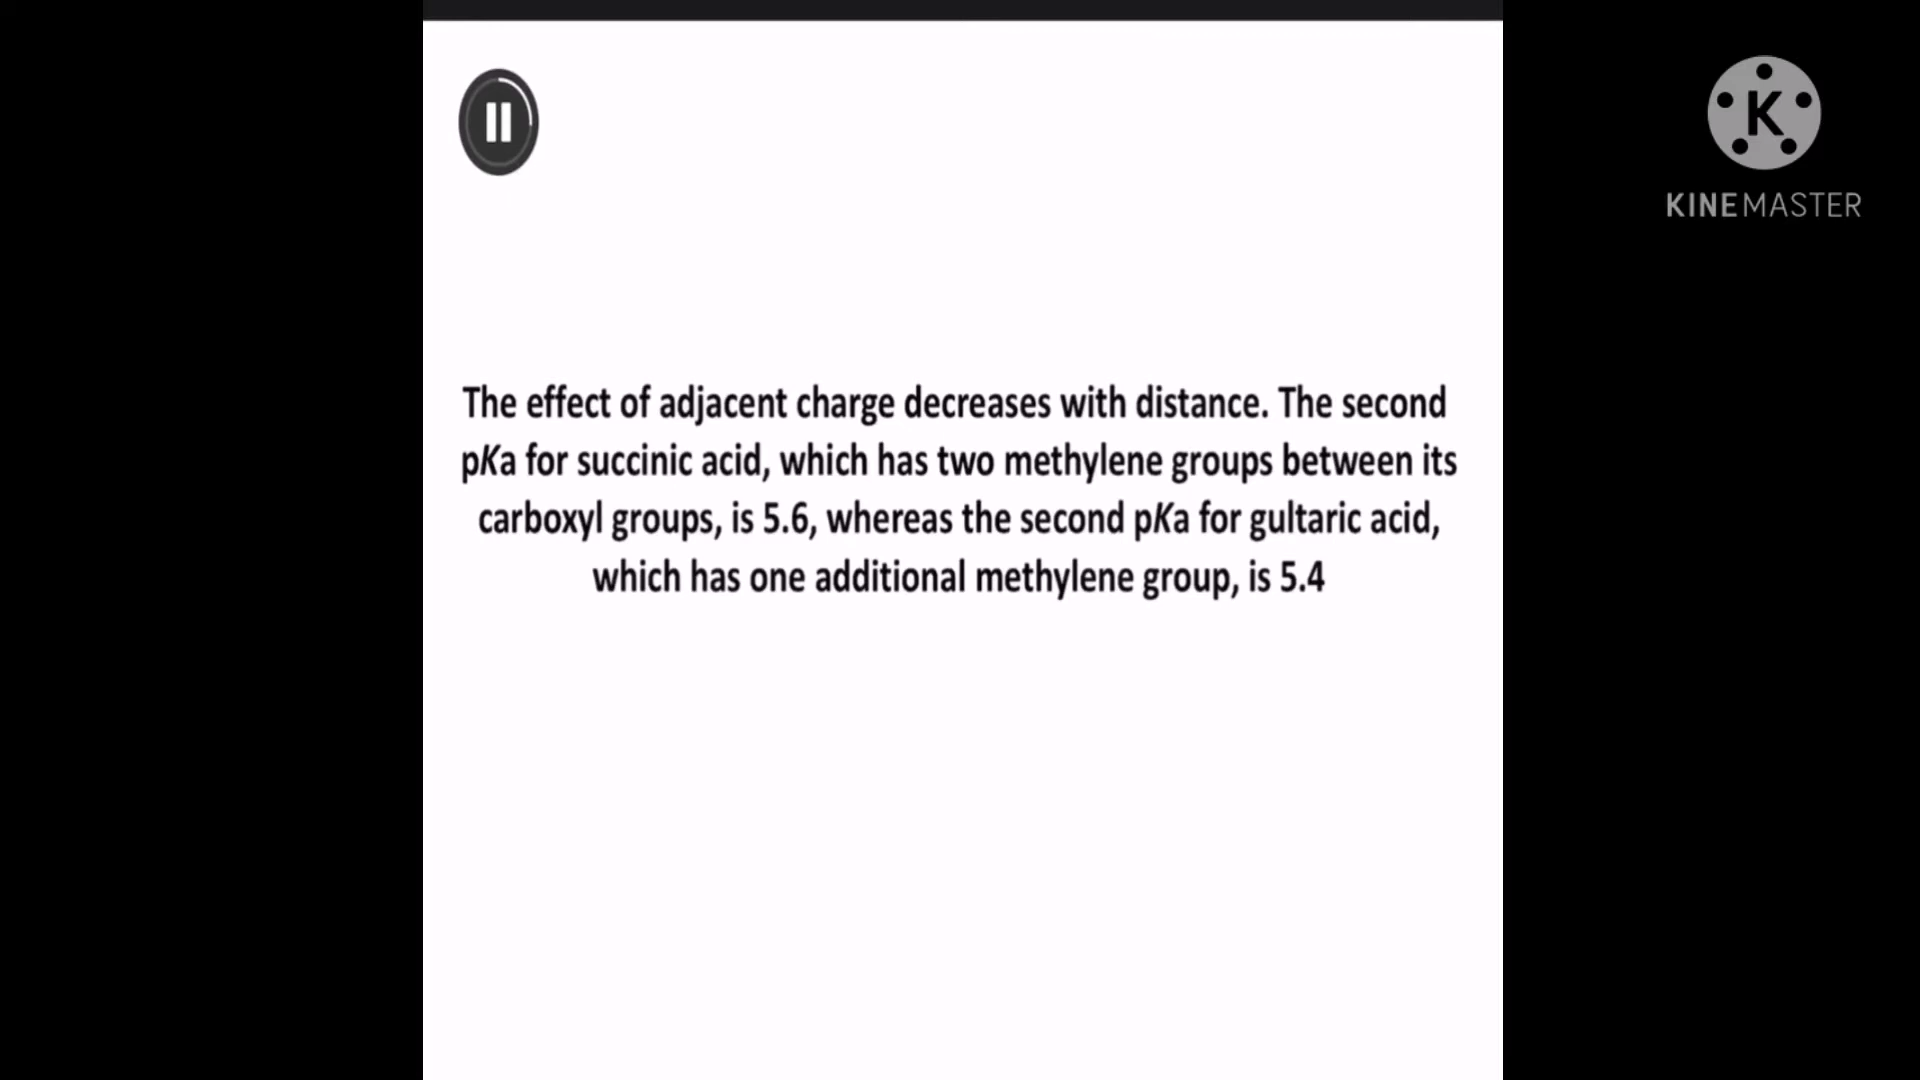 The effect of adjacent charge decreases with distance. The second
pKa for succinic acid, which has two methylene groups between its
carboxyl groups, is 5.6, whereas the second pKa for gultaric acid,
which has one additional methylene group, is 5.4
K
KINEMASTER